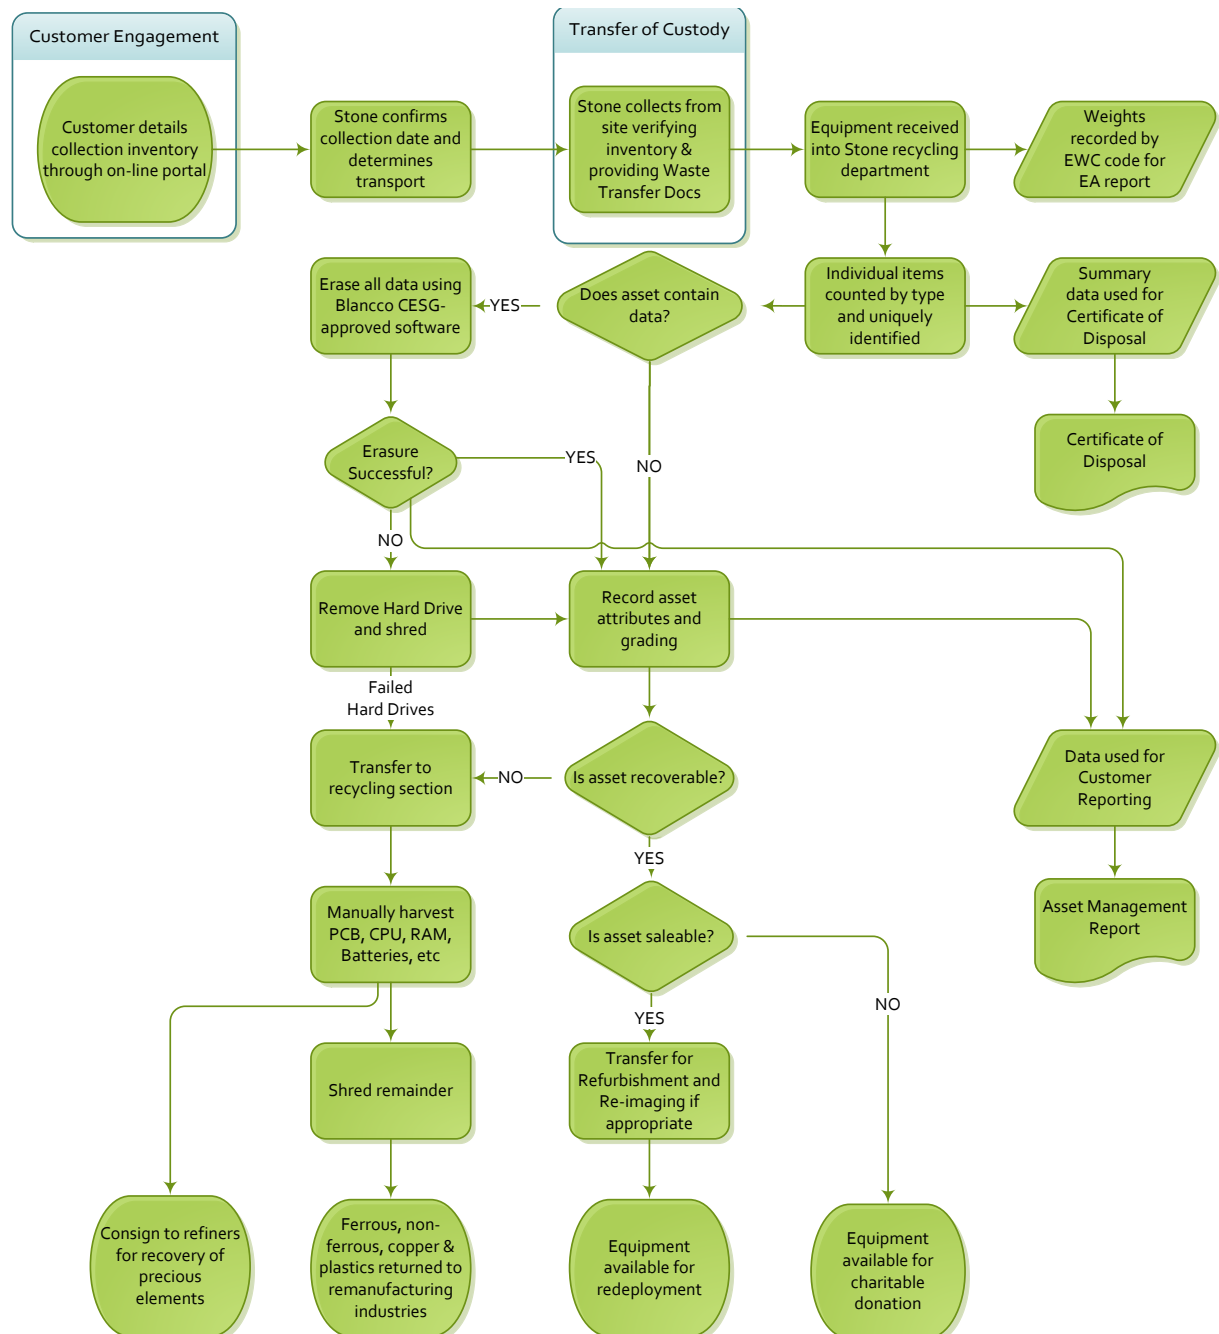 Customer Engagement
Transfer of Custody
Customer details
collection inventory
through on-line portal
Stone confirms
collection date and
determines
transport
Stone collects from
site verifying
inventory &
providing Waste
Transfer Docs
Equipment received
into Stone recycling
department
Weights
recorded by
EWC code for
EA report
Erase all data using
Blancco CESG-
approved software
YES
Does asset contain
data?
Individual items
counted by type
and uniquely
identified
Summary
data used for
Certificate of
Disposal
Erasure
Successful?
YES
NO
Certificate of
Disposal
NO
Remove Hard Drive
and shred
Record asset
attributes and
grading
Failed
Hard Drives
Transfer to
recycling section
NO
Is asset recoverable?
Data used for
Customer
Reporting
YES
Manually harvest
PCB, CPU, RAM,
Batteries, etc
Is asset saleable?
Asset Management
Report
NO
YES
Shred remainder
Transfer for
Refurbishment and
Re-imaging if
appropriate
Consign to refiners
for recovery of
precious
elements
Ferrous, non-
ferrous, copper &
plastics returned to
remanufacturing
industries
Equipment
available for
redeployment
Equipment
available for
charitable
donation